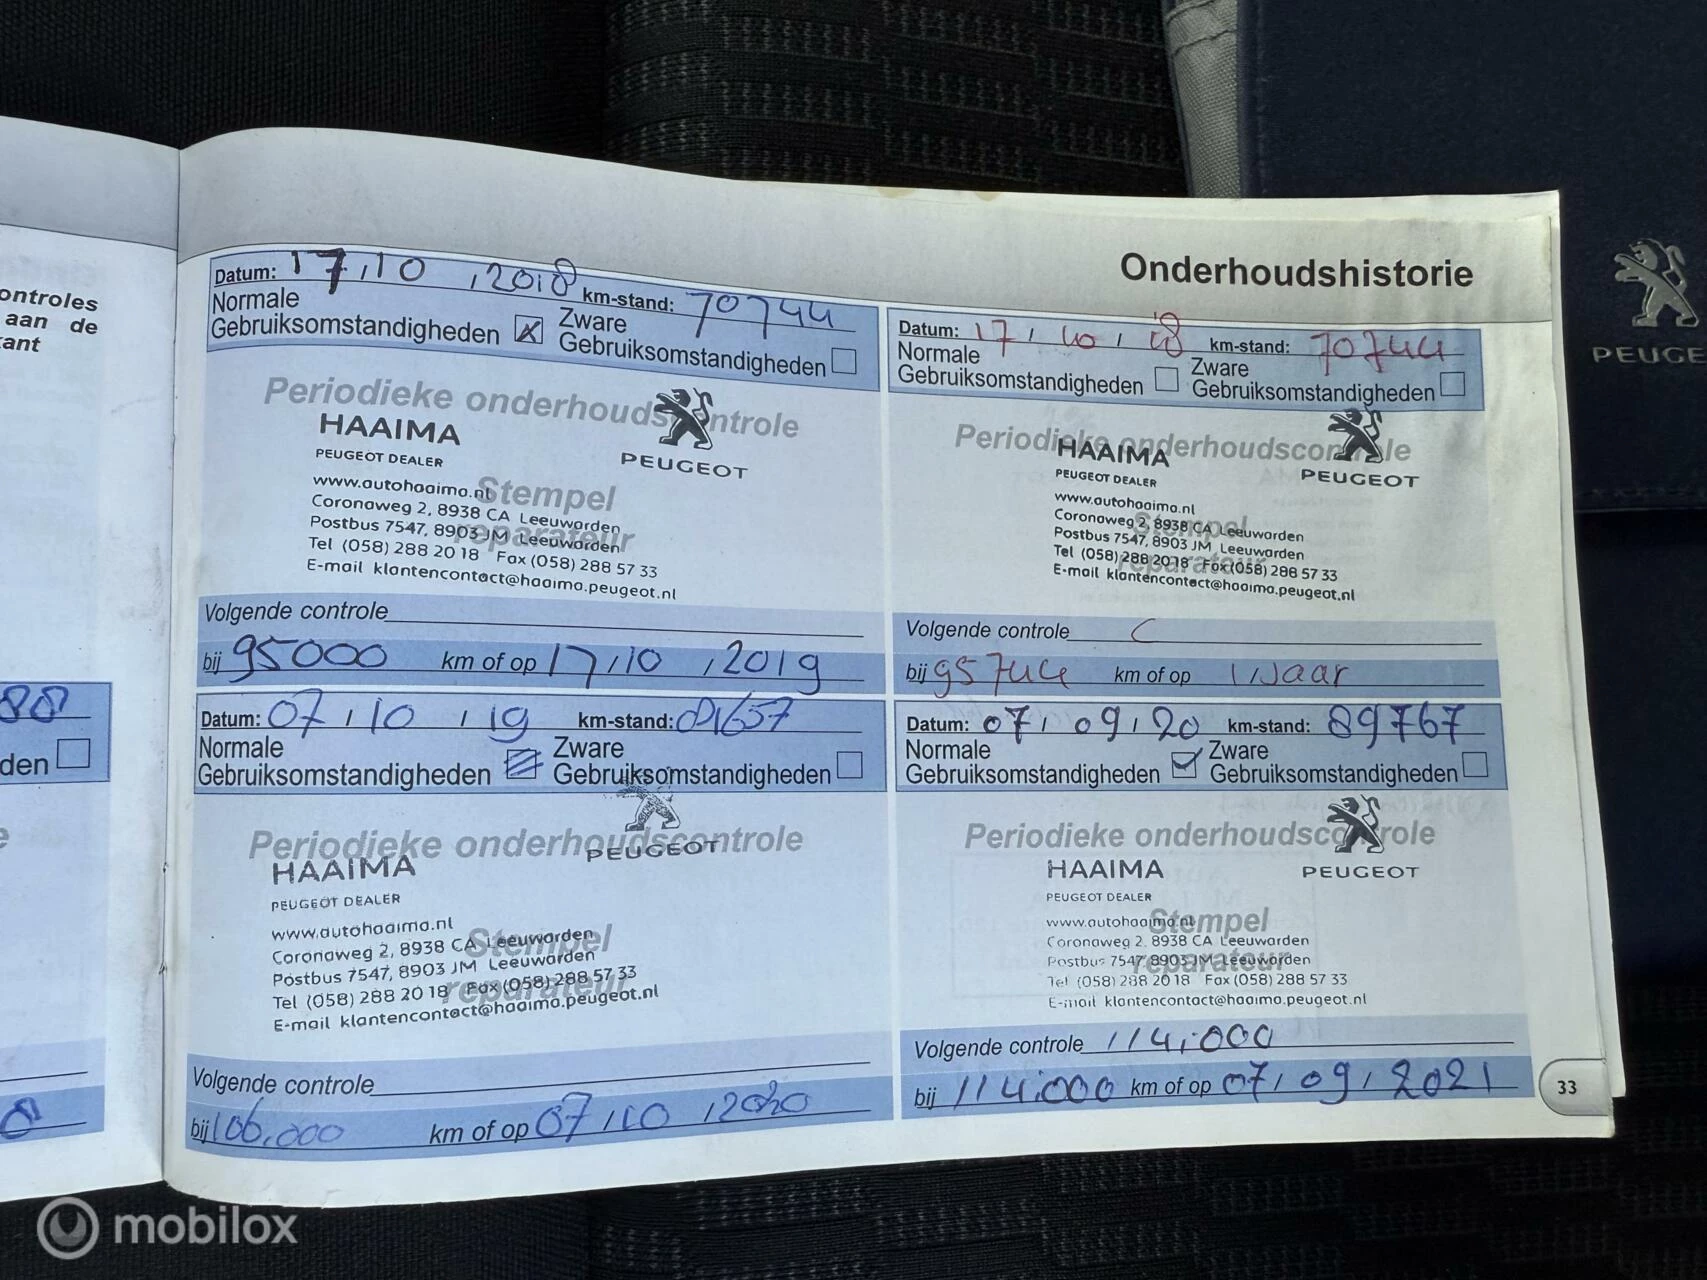 ontroles
aan de
kant
88
den
e
8
Onderhoudshistorie
Datum: 17 / 10 / 2018 km-stand: 70744
Normale
Gebruiksomstandigheden
Zware
Gebruiksomstandigheden
Periodieke onderhoudscontrole
HAAIMA
PEUGEOT DEALER
PEUGEOT
www.autohaaima.nl
Stempel
Coronaweg 2, 8938 CA Leeuwarden
Postbus 7547, 8903 JM Leeuwarden
reparateur
Tel (058) 288 20 18 Fax (058) 288 57 33
E-mail klantencontact@haaima.peugeot.nl
Volgende controle
bij 95000 km of op 17 / 10 / 2019
Datum: 17 / 10 / 18 km-stand: 70744
Normale
Gebruiksomstandigheden
Zware
Gebruiksomstandigheden
Periodieke onderhoudscontrole
HAAIMA
PEUGEOT DEALER
PEUGEOT
www.autohaaima.nl
Stempel
Coronaweg 2, 8938 CA Leeuwarden
Postbus 7547, 8903 JM Leeuwarden
reparateur
Tel (058) 288 20 18 Fax (058) 288 57 33
E-mail klantencontact@haaima.peugeot.nl
Volgende controle
bij 95744 km of op 1 jaar
Datum: 07 / 10 / 19 km-stand: 81657
Normale
Gebruiksomstandigheden
Zware
Gebruiksomstandigheden
Periodieke onderhoudscontrole
PEUGEOT
HAAIMA
PEUGEOT DEALER
www.autohaaima.nl
Stempel
Coronaweg 2, 8938 CA Leeuwarden
Postbus 7547, 8903 JM Leeuwarden
reparateur
Tel (058) 288 20 18 Fax (058) 288 57 33
E-mail klantencontact@haaima.peugeot.nl
Volgende controle
bij 106.000 km of op 07 / 10 / 2020
Datum: 07 / 09 / 20 km-stand: 89767
Normale
Gebruiksomstandigheden
Zware
Gebruiksomstandigheden
Periodieke onderhoudscontrole
HAAIMA
PEUGEOT
PEUGEOT DEALER
www.autohaaima.nl
Stempel
Coronaweg 2, 8938 CA Leeuwarden
Postbus 7547, 8903 JM Leeuwarden
reparateur
Tel (058) 288 20 18 Fax (058) 288 57 33
E-mail klantencontact@haaima.peugeot.nl
Volgende controle 114.000
bij 114.000 km of op 07 / 09 / 2021
33
PEUGE
mobilox